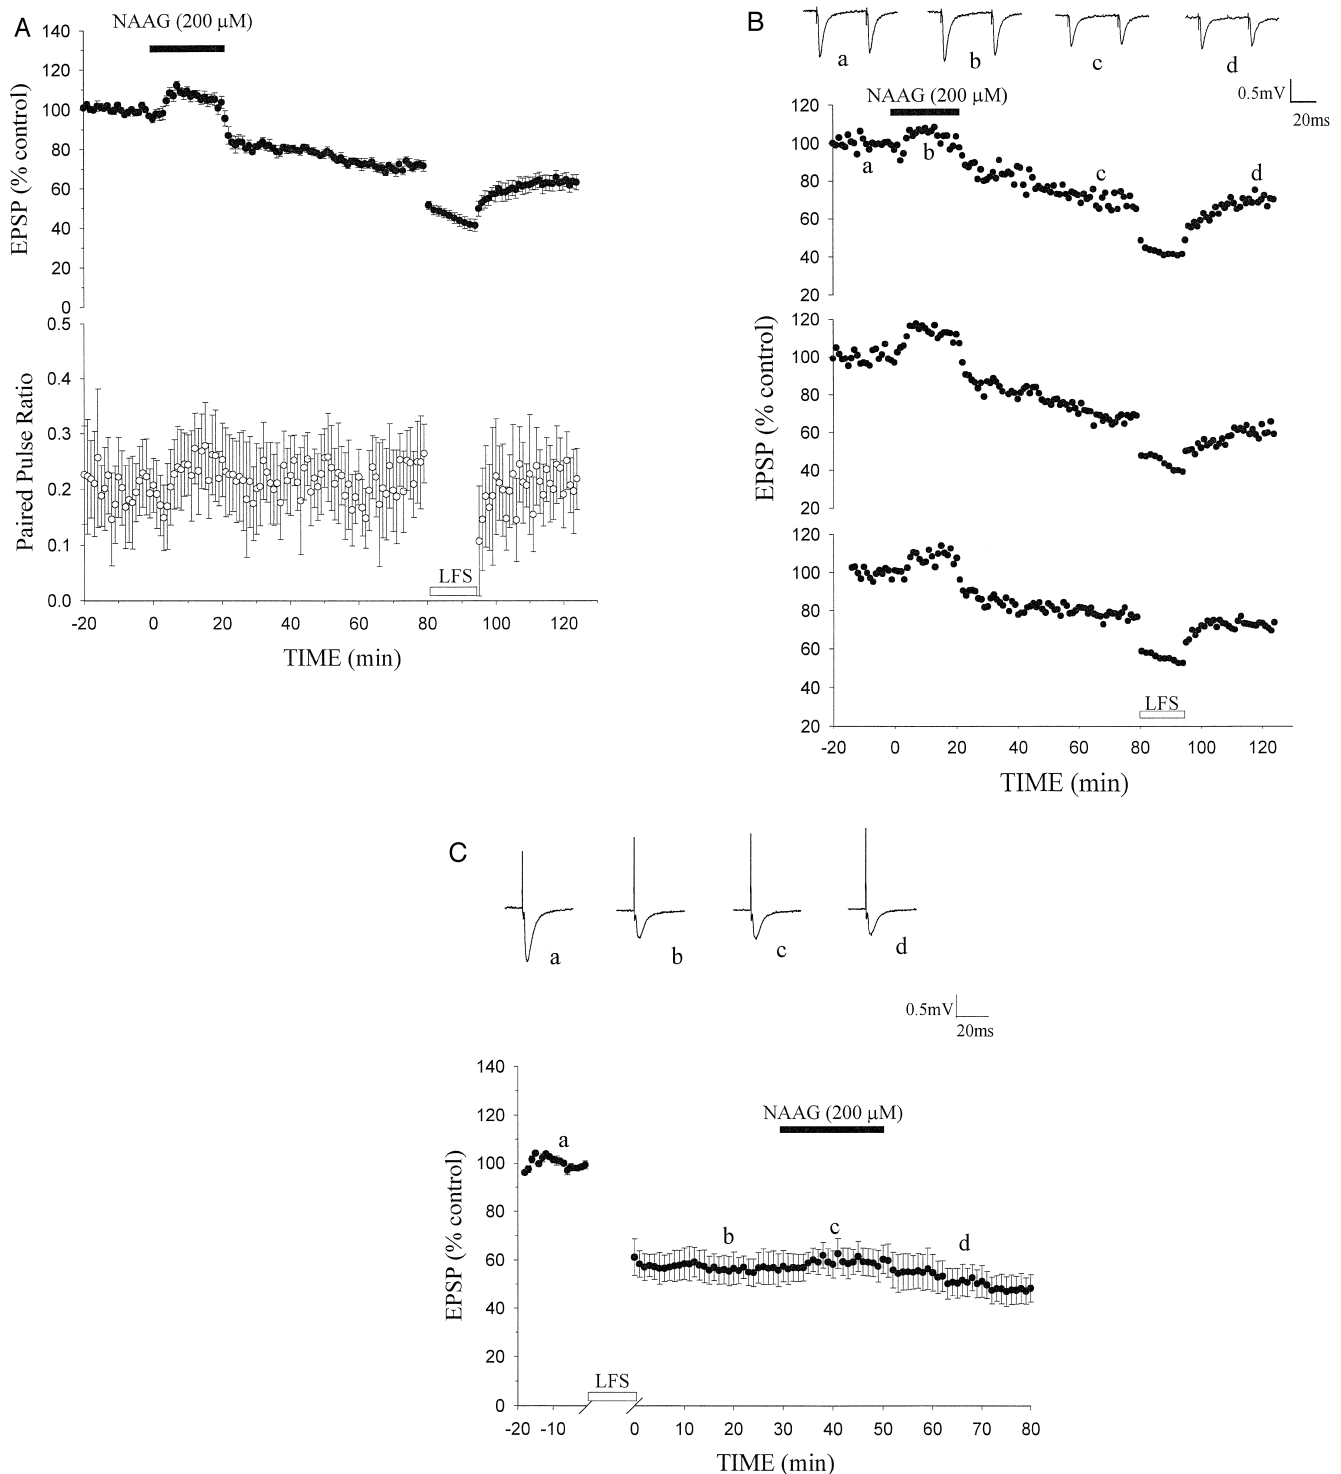 A
NAAG (200 μM)
140
120
100
80
60
40
20
0
EPSP (% control)
0.5
0.4
0.3
0.2
0.1
0.0
Paired Pulse Ratio
LFS
-20 0 20 40 60 80 100 120
TIME (min)
B
a b c d
0.5mV
20ms
NAAG (200 μM)
120
100
80
60
40
20
a b c d
120
100
80
60
40
20
EPSP (% control)
120
100
80
60
40
20
LFS
-20 0 20 40 60 80 100 120
TIME (min)
C
a b c d
0.5mV
20ms
140
120
100
80
60
40
20
0
EPSP (% control)
NAAG (200 μM)
a b c d
LFS
-20 -10 0 10 20 30 40 50 60 70 80
TIME (min)